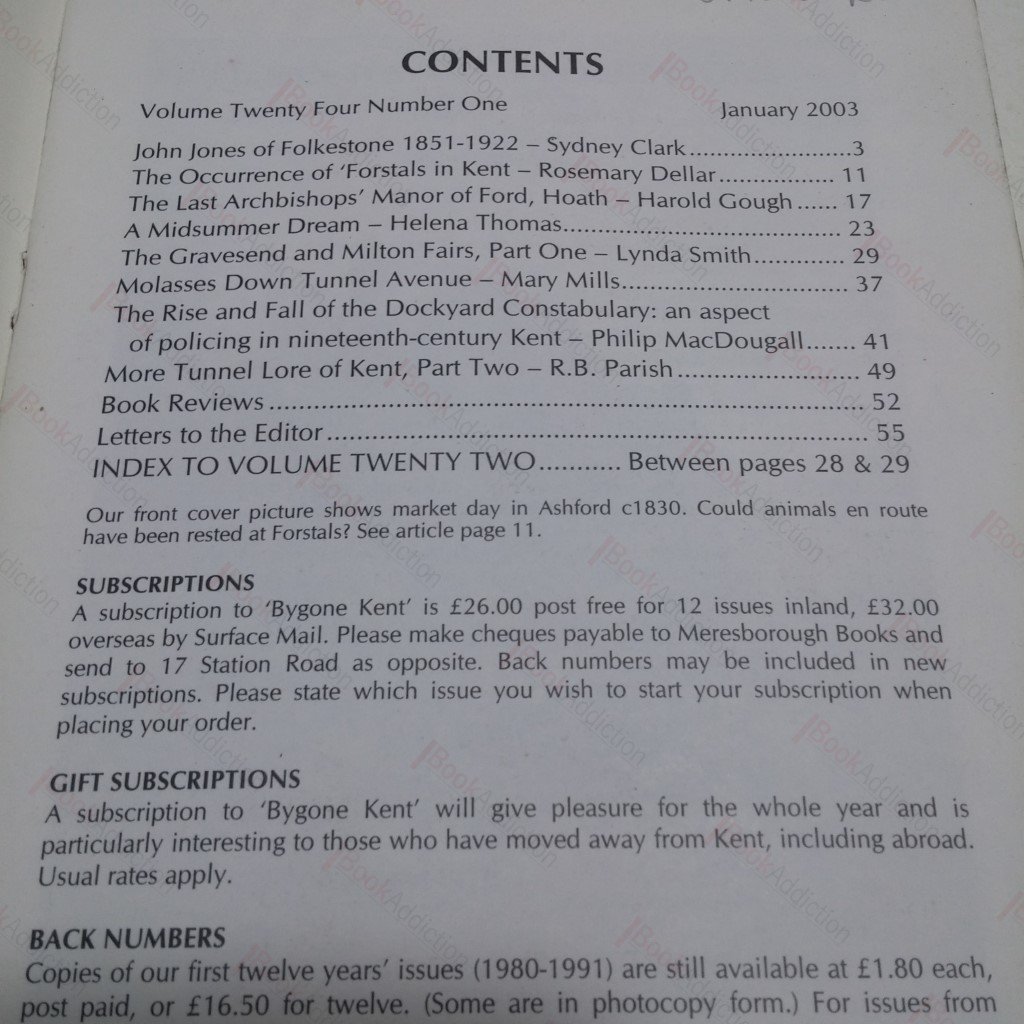 CONTENTS
Volume Twenty Four Number One January 2003
John Jones of Folkestone 1851-1922 – Sydney Clark..........................3
The Occurrence of ‘Forstals in Kent – Rosemary Dellar................. 11
The Last Archbishops’ Manor of Ford, Hoath – Harold Gough...... 17
A Midsummer Dream – Helena Thomas.......................................... 23
The Gravesend and Milton Fairs, Part One – Lynda Smith............. 29
Molasses Down Tunnel Avenue – Mary Mills.................................. 37
The Rise and Fall of the Dockyard Constabulary: an aspect
of policing in nineteenth-century Kent – Philip MacDougall....... 41
More Tunnel Lore of Kent, Part Two – R.B. Parish.......................... 49
Book Reviews.................................................................................... 52
Letters to the Editor............................................................................ 55
INDEX TO VOLUME TWENTY TWO........... Between pages 28 & 29
Our front cover picture shows market day in Ashford c1830. Could animals en route
have been rested at Forstals? See article page 11.
SUBSCRIPTIONS
A subscription to ‘Bygone Kent’ is £26.00 post free for 12 issues inland, £32.00
overseas by Surface Mail. Please make cheques payable to Meresborough Books and
send to 17 Station Road as opposite. Back numbers may be included in new
subscriptions. Please state which issue you wish to start your subscription when
placing your order.
GIFT SUBSCRIPTIONS
A subscription to ‘Bygone Kent’ will give pleasure for the whole year and is
particularly interesting to those who have moved away from Kent, including abroad.
Usual rates apply.
BACK NUMBERS
Copies of our first twelve years’ issues (1980-1991) are still available at £1.80 each,
post paid, or £16.50 for twelve. (Some are in photocopy form.) For issues from